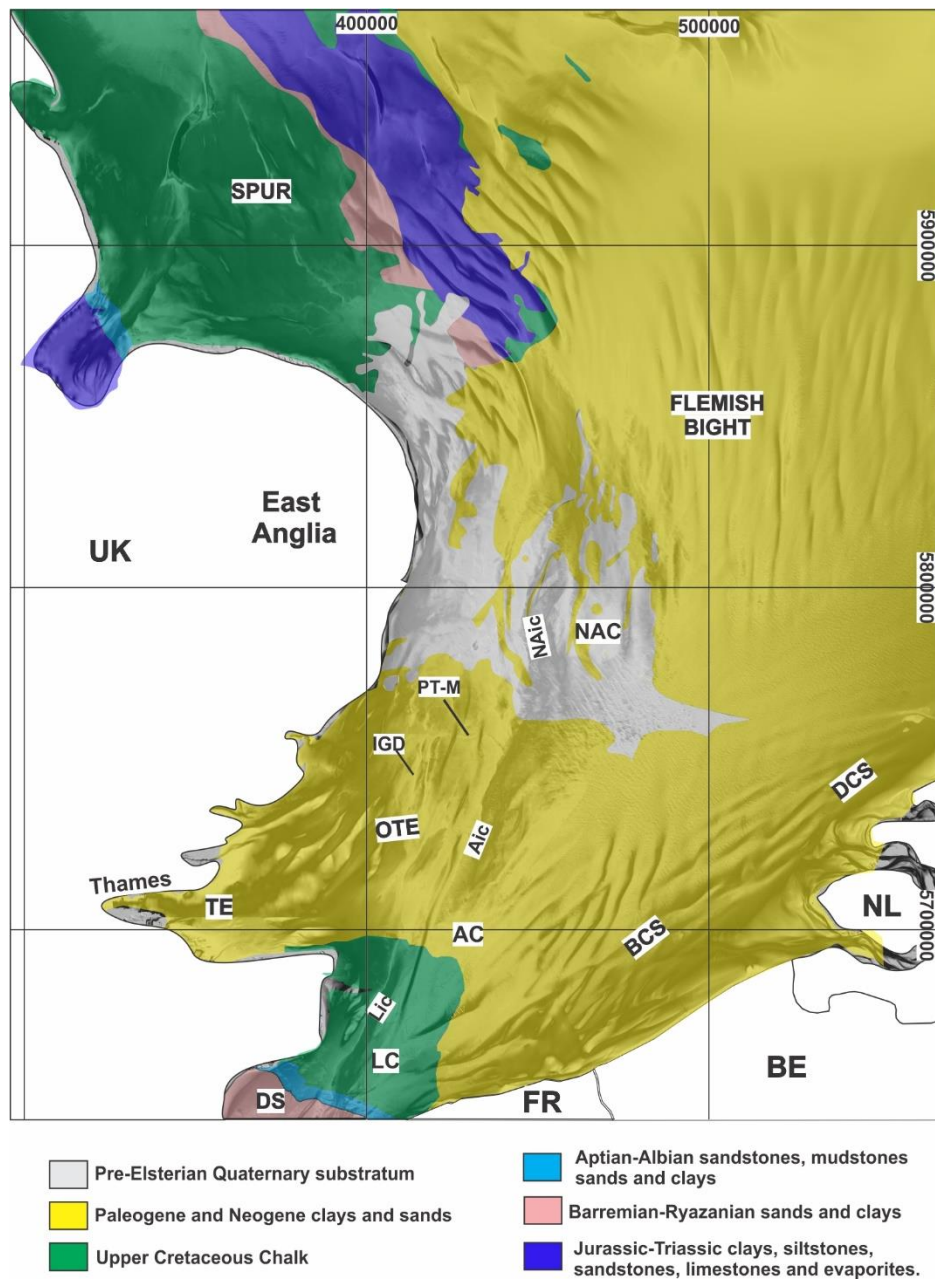 400000
500000
SPUR
5900000
FLEMISH
BIGHT
East
Anglia
UK
5800000
NAic
NAC
PT-M
IGD
DCS
OTE
Aic
Thames
TE
NL
AC
BCS
5700000
Lic
LC
BE
DS
FR
Pre-Elsterian Quaternary substratum
Paleogene and Neogene clays and sands
Upper Cretaceous Chalk
Aptian-Albian sandstones, mudstones
sands and clays
Barremian-Ryazanian sands and clays
Jurassic-Triassic clays, siltstones,
sandstones, limestones and evaporites.